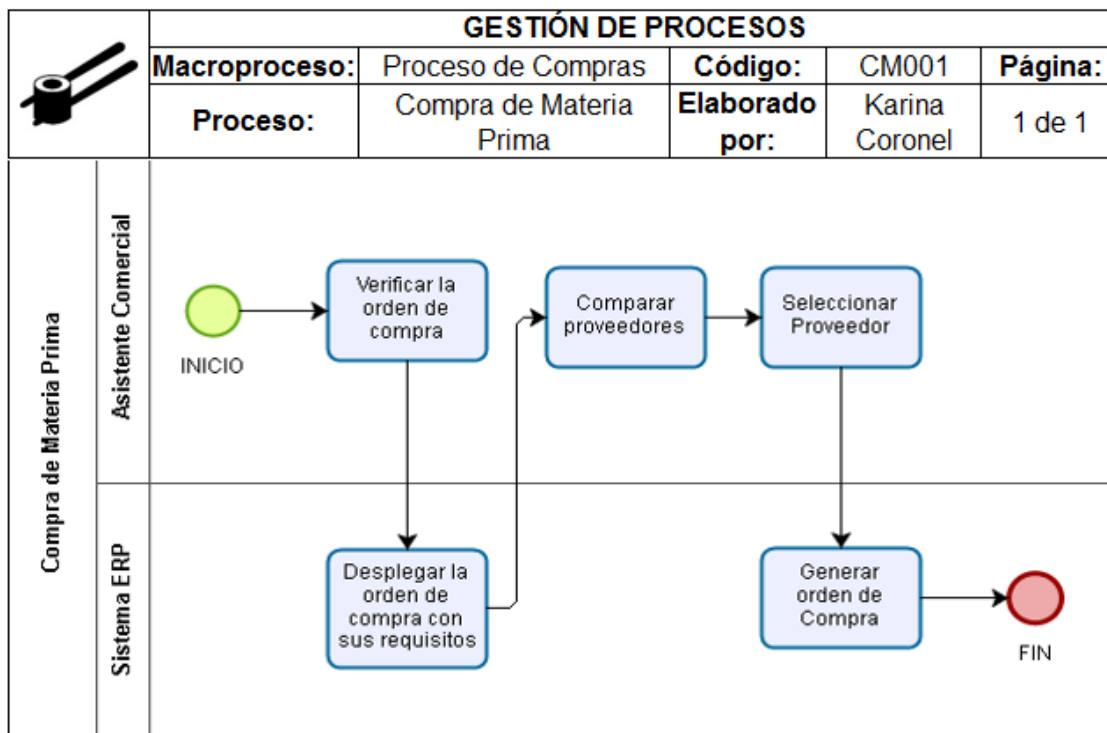 GESTIÓN DE PROCESOS
Macroproceso: Proceso de Compras Código: CM001 Página:
Proceso: Compra de Materia Prima Elaborado por: Karina Coronel 1 de 1
Compra de Materia Prima
Asistente Comercial
INICIO
Verificar la
orden de
compra
Comparar
proveedores
Seleccionar
Proveedor
Sistema ERP
Desplegar la
orden de
compra con
sus requisitos
Generar
orden de
Compra
FIN